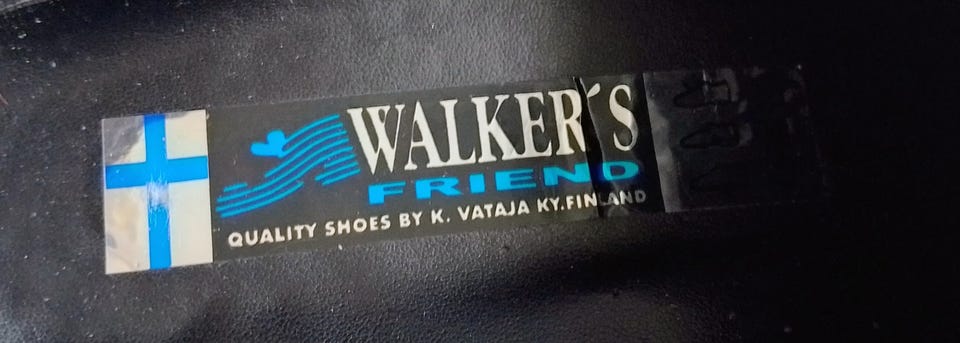 WALKER´S
FRIEND
QUALITY SHOES BY K. VATAJA KY.FINLAND